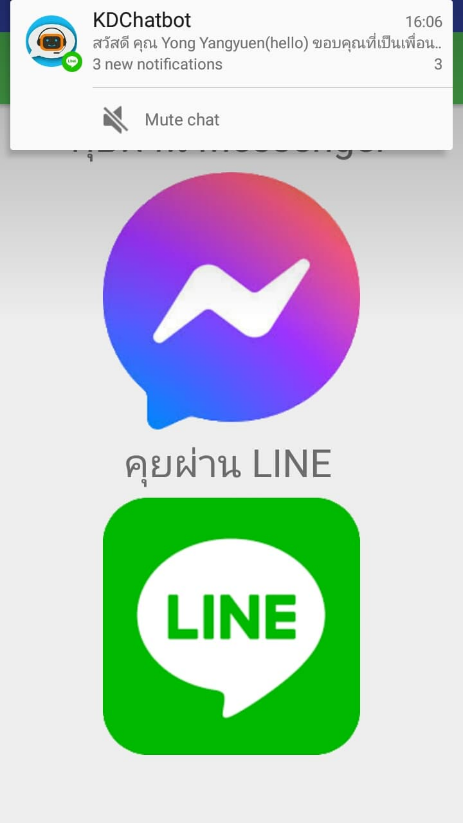 KDChatbot
16:06
สวัสดี คุณ Yong Yangyuen(hello) ขอบคุณที่เป็นเพื่อน..
3 new notifications
3
Mute chat
คุยผ่าน LINE
LINE